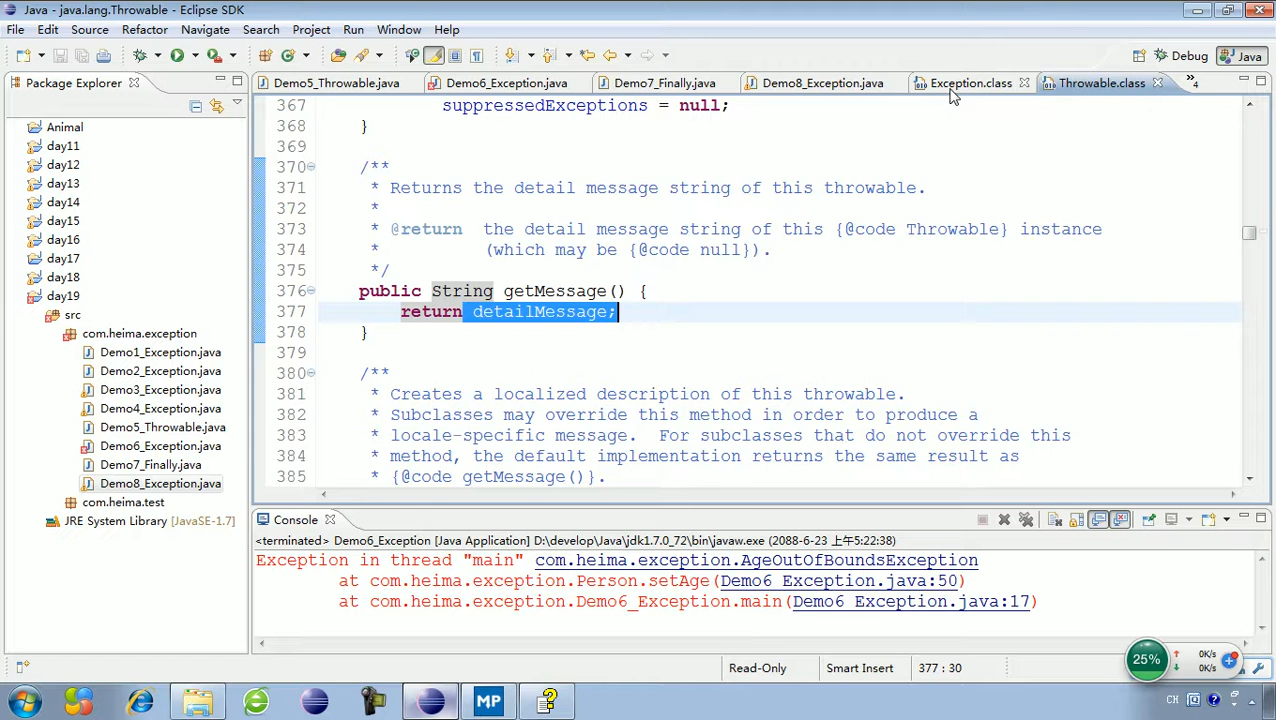 Java - java.lang.Throwable - Eclipse SDK
File Edit Source Refactor Navigate Search Project Run Window Help
Debug Java
Package Explorer
Demo5_Throwable.java Demo6_Exception.java Demo7_Finally.java Demo8_Exception.java Exception.class Throwable.class »4
Animal
day11
day12
day13
day14
day15
day16
day17
day18
day19
src
com.heima.exception
Demo1_Exception.java
Demo2_Exception.java
Demo3_Exception.java
Demo4_Exception.java
Demo5_Throwable.java
Demo6_Exception.java
Demo7_Finally.java
Demo8_Exception.java
com.heima.test
JRE System Library [JavaSE-1.7]
367 suppressedExceptions = null;
368 }
369
370 /**
371 * Returns the detail message string of this throwable.
372 *
373 * @return the detail message string of this {@code Throwable} instance
374 * (which may be {@code null}).
375 */
376 public String getMessage() {
377 return detailMessage;
378 }
379
380 /**
381 * Creates a localized description of this throwable.
382 * Subclasses may override this method in order to produce a
383 * locale-specific message. For subclasses that do not override this
384 * method, the default implementation returns the same result as
385 * {@code getMessage()}.
Console
<terminated> Demo6_Exception [Java Application] D:\develop\Java\jdk1.7.0_72\bin\javaw.exe (2088-6-23 上午5:22:38)
Exception in thread "main" com.heima.exception.AgeOutOfBoundsException
at com.heima.exception.Person.setAge(Demo6_Exception.java:50)
at com.heima.exception.Demo6_Exception.main(Demo6_Exception.java:17)
Read-Only Smart Insert 377 : 30
25% 0K/s
0K/s
MP CH